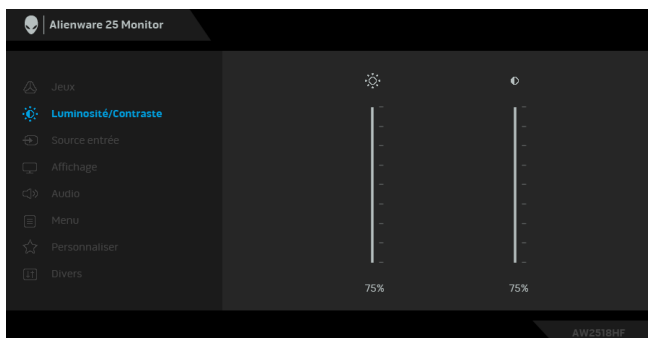 Alienware 25 Monitor
Jeux
Luminosité/Contraste
Source entrée
Affichage
Audio
Menu
Personnaliser
Divers
75%
75%
AW2518HF